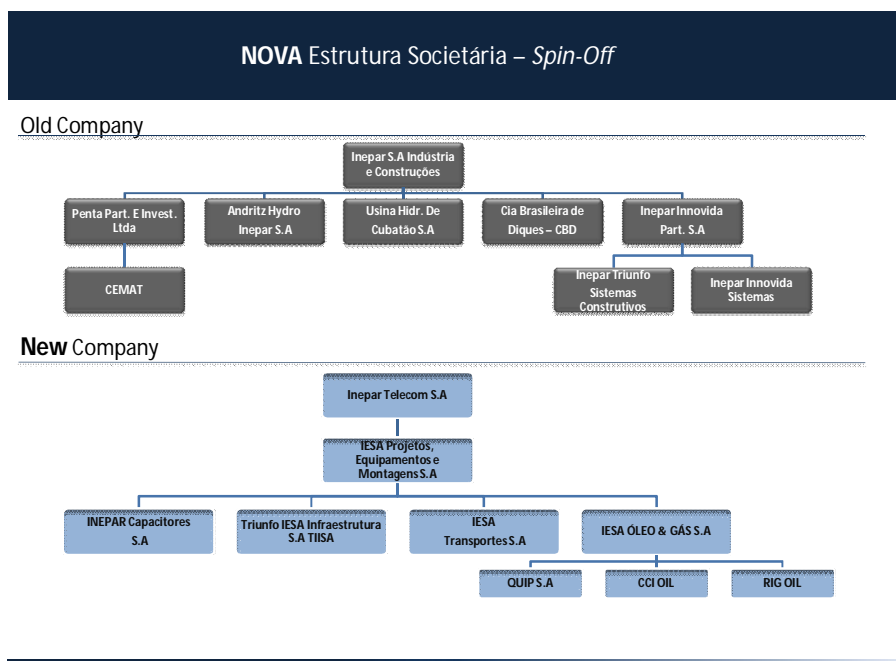 NOVA Estrutura Societária – Spin-Off
Old Company
Inepar S.A Indústria
e Construções
Penta Part. E Invest.
Ltda
Andritz Hydro
Inepar S.A
Usina Hidr. De
Cubatão S.A
Cia Brasileira de
Diques – CBD
Inepar Innovida
Part. S.A
CEMAT
Inepar Triunfo
Sistemas
Construtivos
Inepar Innovida
Sistemas
New Company
Inepar Telecom S.A
IESA Projetos,
Equipamentos e
Montagens S.A
INEPAR Capacitores
S.A
Triunfo IESA Infraestrutura
S.A TIISA
IESA
Transportes S.A
IESA ÓLEO & GÁS S.A
QUIP S.A
CCI OIL
RIG OIL